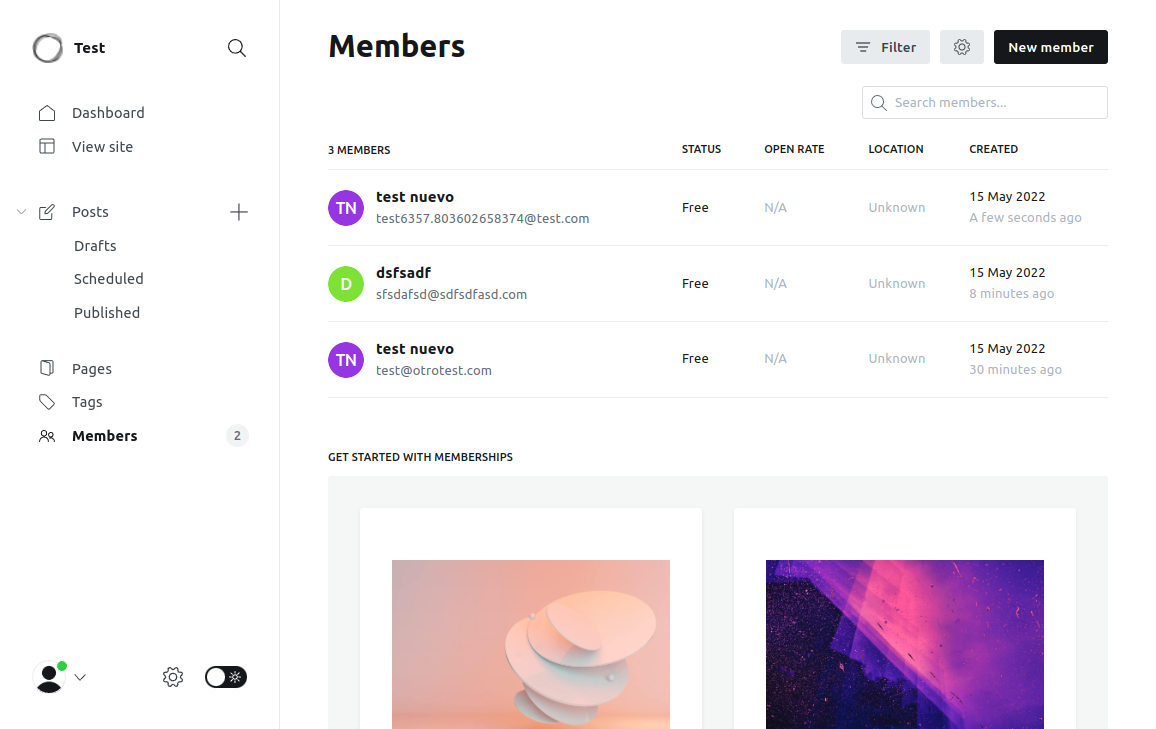 Test
Dashboard
View site
Posts
Drafts
Scheduled
Published
Pages
Tags
Members
2
Members
Filter
New member
Search members...
3 MEMBERS STATUS OPEN RATE LOCATION CREATED
TN test nuevo Free N/A Unknown 15 May 2022
test6357.803602658374@test.com A few seconds ago
D dsfsadf Free N/A Unknown 15 May 2022
sfsdafsd@sdfsdfasd.com 8 minutes ago
TN test nuevo Free N/A Unknown 15 May 2022
test@otrotest.com 30 minutes ago
GET STARTED WITH MEMBERSHIPS